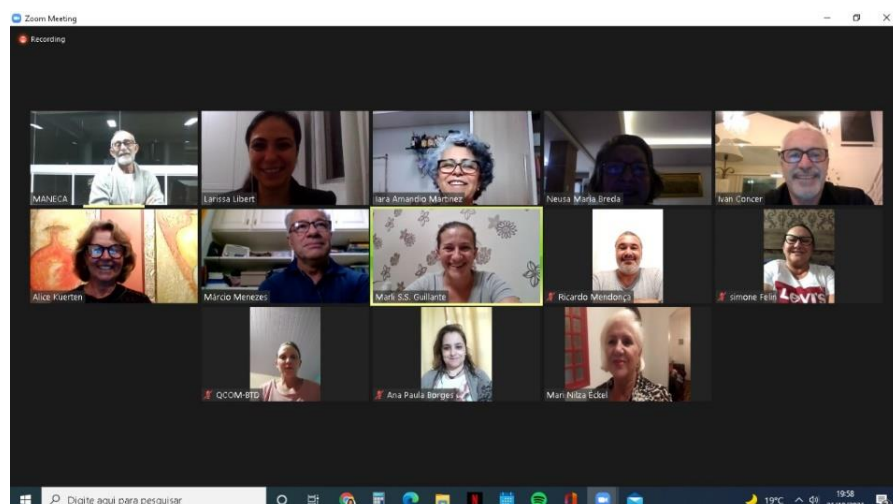 Zoom Meeting
Recording
MANECA
Larissa Libert
Iara Amandio Martinez
Neusa Maria Breda
Ivan Concer
Alice Kuerten
Márcio Menezes
Marli S.S. Guillante
Ricardo Mendonça
simone Felin
LEVI'S
QCOM-BTD
Ana Paula Borges
Mari Nilza Eckel
Digite aqui para pesquisar
19°C
19:58